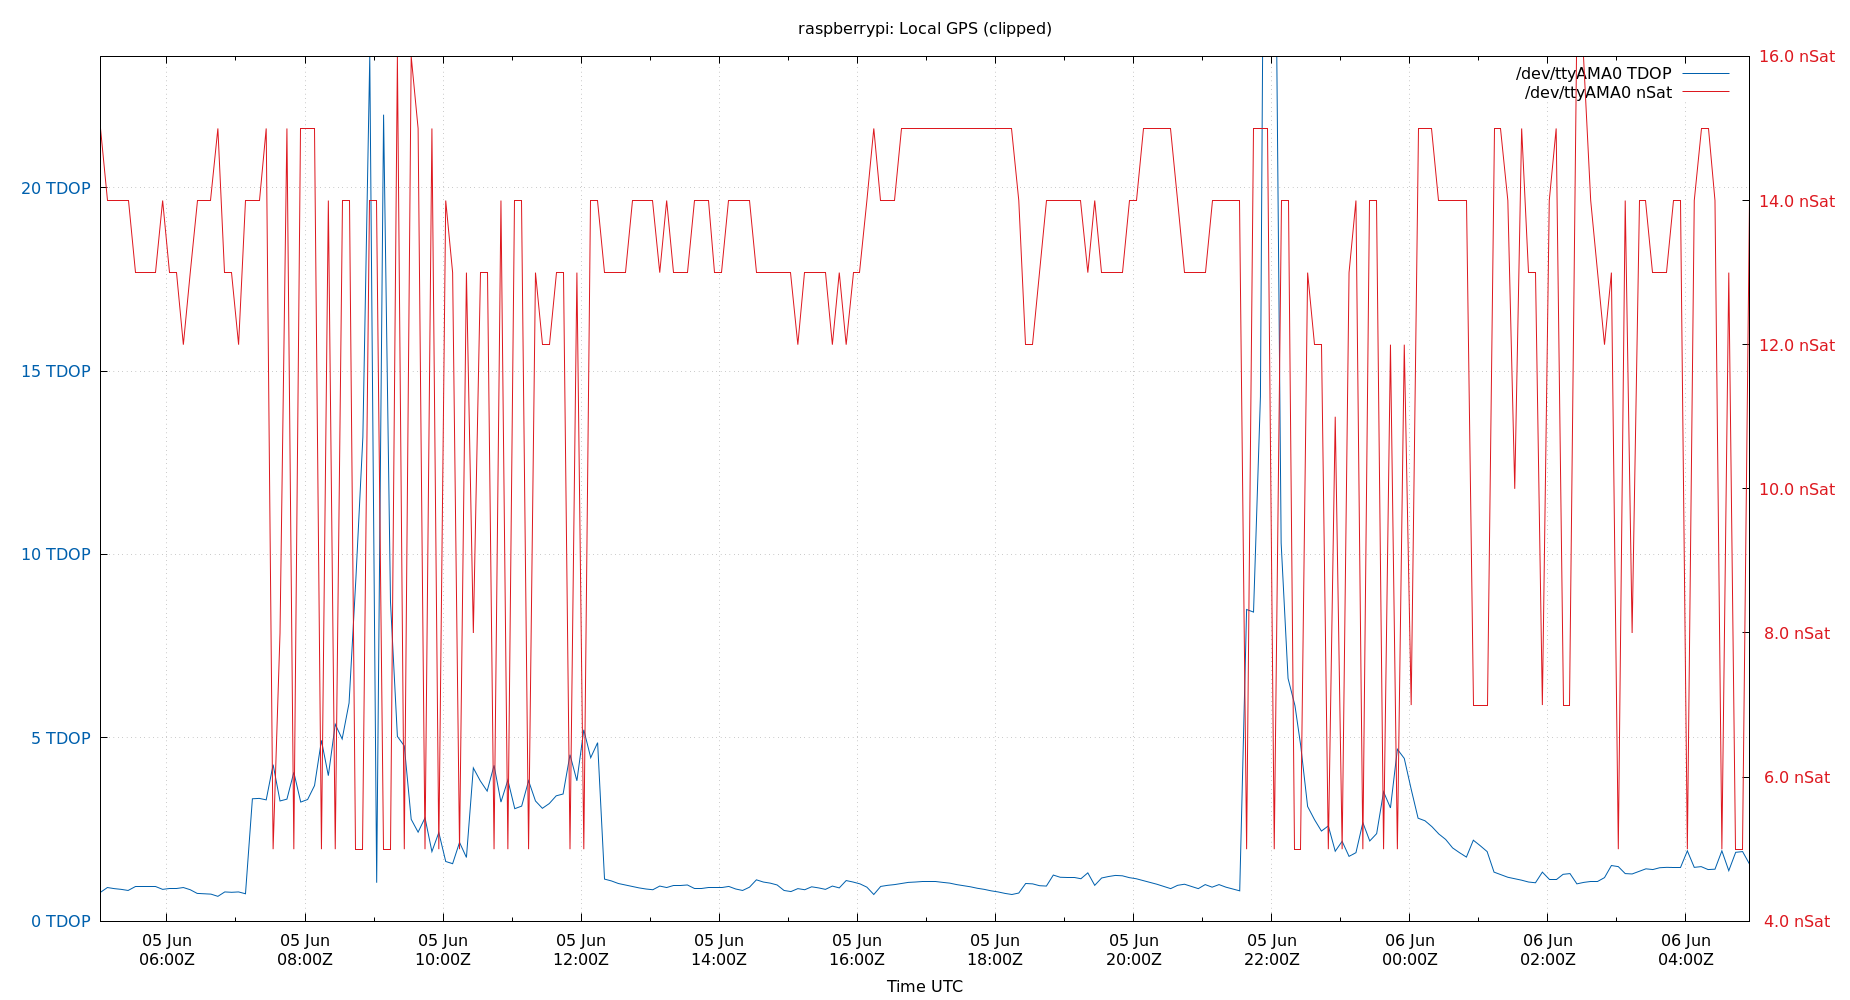 raspberrypi: Local GPS (clipped)
16.0 nSat
/dev/ttyAMA0 TDOP
/dev/ttyAMA0 nSat
20 TDOP
14.0 nSat
15 TDOP
12.0 nSat
10.0 nSat
10 TDOP
8.0 nSat
5 TDOP
6.0 nSat
0 TDOP
4.0 nSat
05 Jun 05 Jun 05 Jun 05 Jun 05 Jun 05 Jun 05 Jun 05 Jun 05 Jun 06 Jun 06 Jun 06 Jun
06:00Z 08:00Z 10:00Z 12:00Z 14:00Z 16:00Z 18:00Z 20:00Z 22:00Z 00:00Z 02:00Z 04:00Z
Time UTC